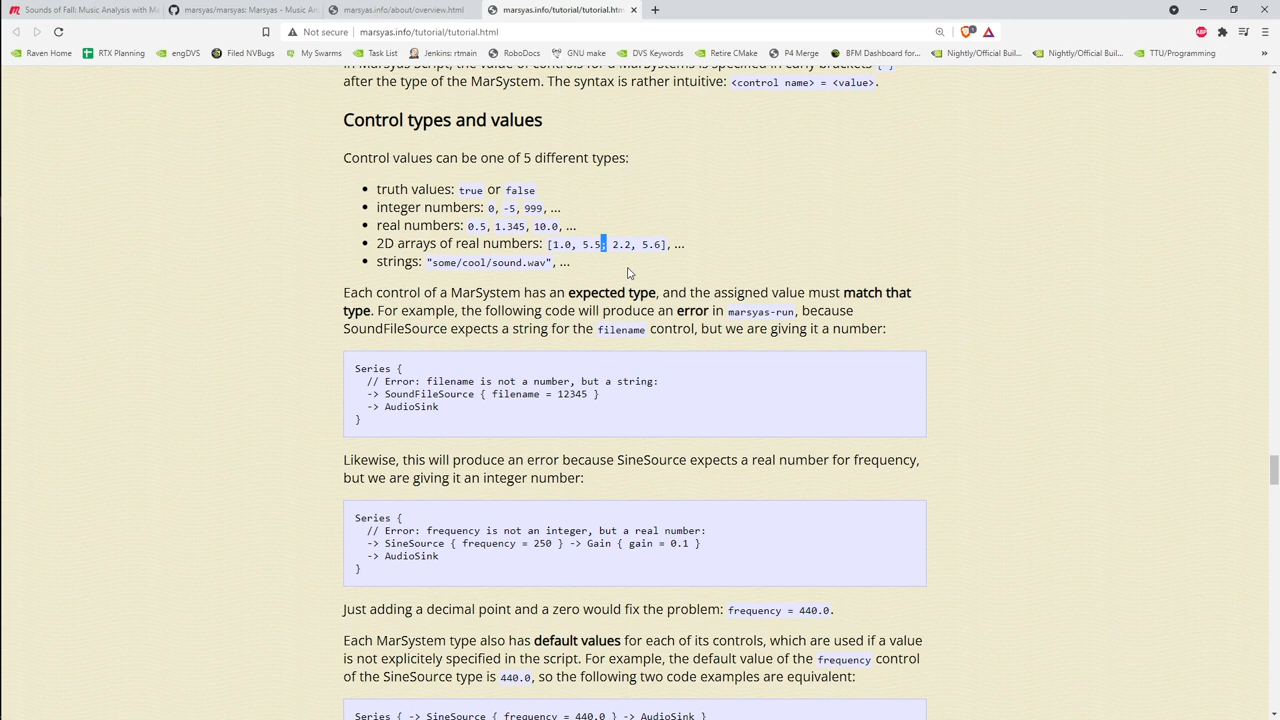 Sounds of Fall: Music Analysis with M
marsyas/marsyas: Marsyas - Music An
marsyas.info/about/overview.html
marsyas.info/tutorial/tutorial.htm
Not secure
marsyas.info/tutorial/tutorial.html
Raven Home
RTX Planning
engDVS
Filed NVBugs
My Swarms
Task List
Jenkins: rtmain
RoboDocs
GNU make
DVS Keywords
Retire CMake
P4 Merge
BFM Dashboard for...
Nightly/Official Buil...
Nightly/Official Buil...
TTU/Programming
after the type of the MarSystem. The syntax is rather intuitive: <control name> = <value>.
Control types and values
Control values can be one of 5 different types:
• truth values: true or false
• integer numbers: 0, -5, 999, ...
• real numbers: 0.5, 1.345, 10.0, ...
• 2D arrays of real numbers: [1.0, 5.5; 2.2, 5.6], ...
• strings: "some/cool/sound.wav", ...
Each control of a MarSystem has an expected type, and the assigned value must match that
type. For example, the following code will produce an error in marsyas-run, because
SoundFileSource expects a string for the filename control, but we are giving it a number:
Series {
// Error: filename is not a number, but a string:
-> SoundFileSource { filename = 12345 }
-> AudioSink
}
Likewise, this will produce an error because SineSource expects a real number for frequency,
but we are giving it an integer number:
Series {
// Error: frequency is not an integer, but a real number:
-> SineSource { frequency = 250 } -> Gain { gain = 0.1 }
-> AudioSink
}
Just adding a decimal point and a zero would fix the problem: frequency = 440.0.
Each MarSystem type also has default values for each of its controls, which are used if a value
is not explicitely specified in the script. For example, the default value of the frequency control
of the SineSource type is 440.0, so the following two code examples are equivalent:
Series { -> SineSource { frequency = 440.0 } -> AudioSink }